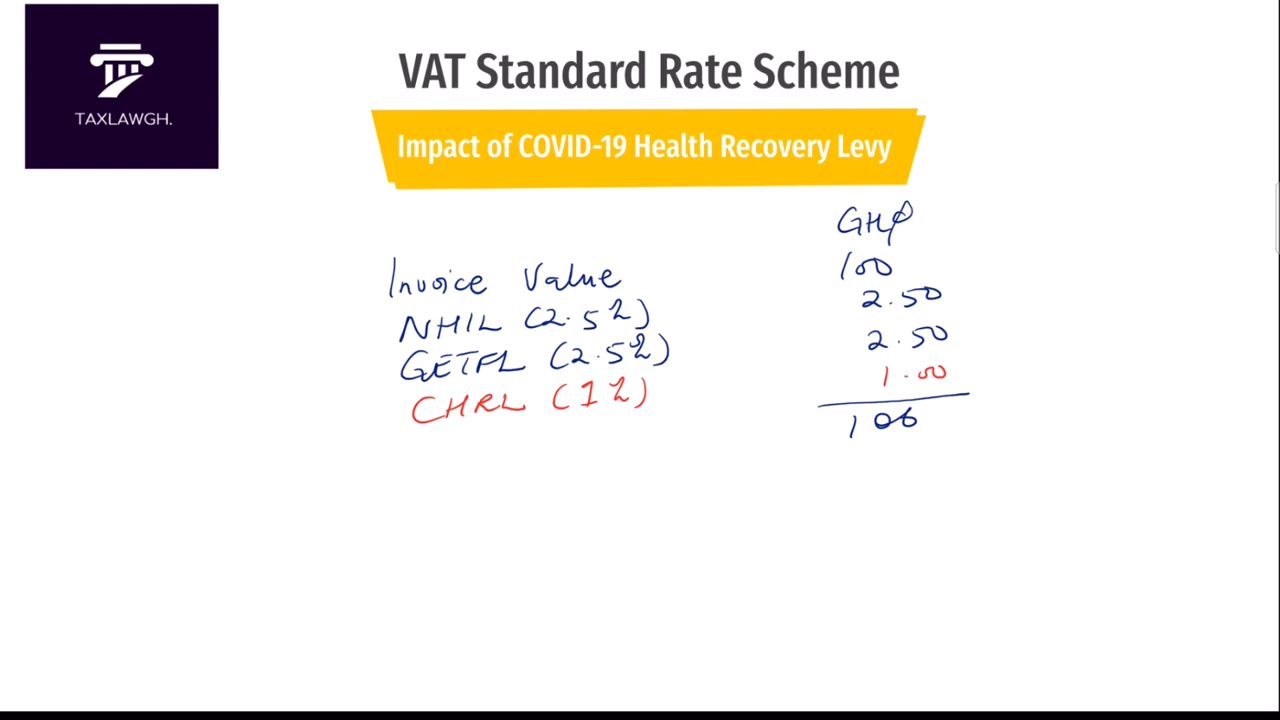 TAXLAWGH.
VAT Standard Rate Scheme
Impact of COVID-19 Health Recovery Levy
GH¢
Invoice Value 100
NHIL (2.5%) 2.50
GETFL (2.5%) 2.50
CHRL (1%) 1.00
106